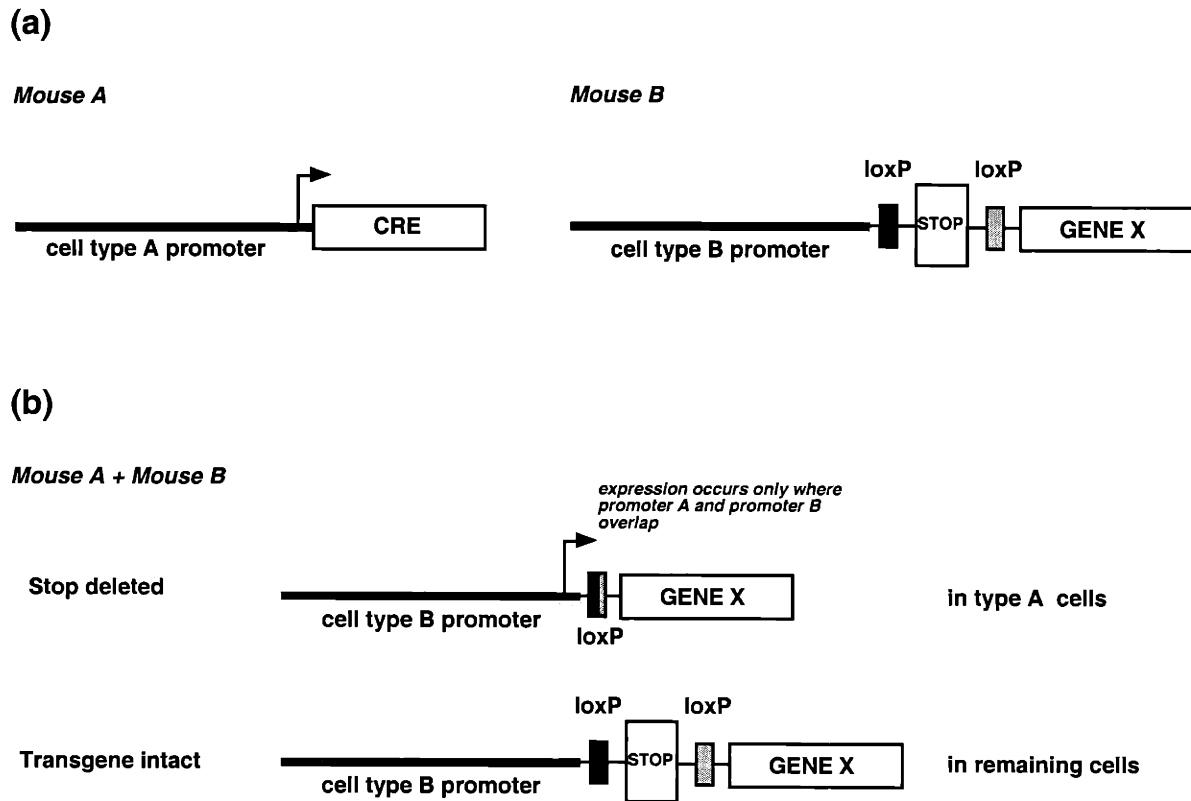 (a)
Mouse A
Mouse B
loxP
loxP
CRE
STOP
GENE X
cell type A promoter
cell type B promoter
(b)
Mouse A + Mouse B
expression occurs only where
promoter A and promoter B
overlap
Stop deleted
GENE X
in type A cells
cell type B promoter
loxP
loxP
loxP
Transgene intact
STOP
GENE X
in remaining cells
cell type B promoter